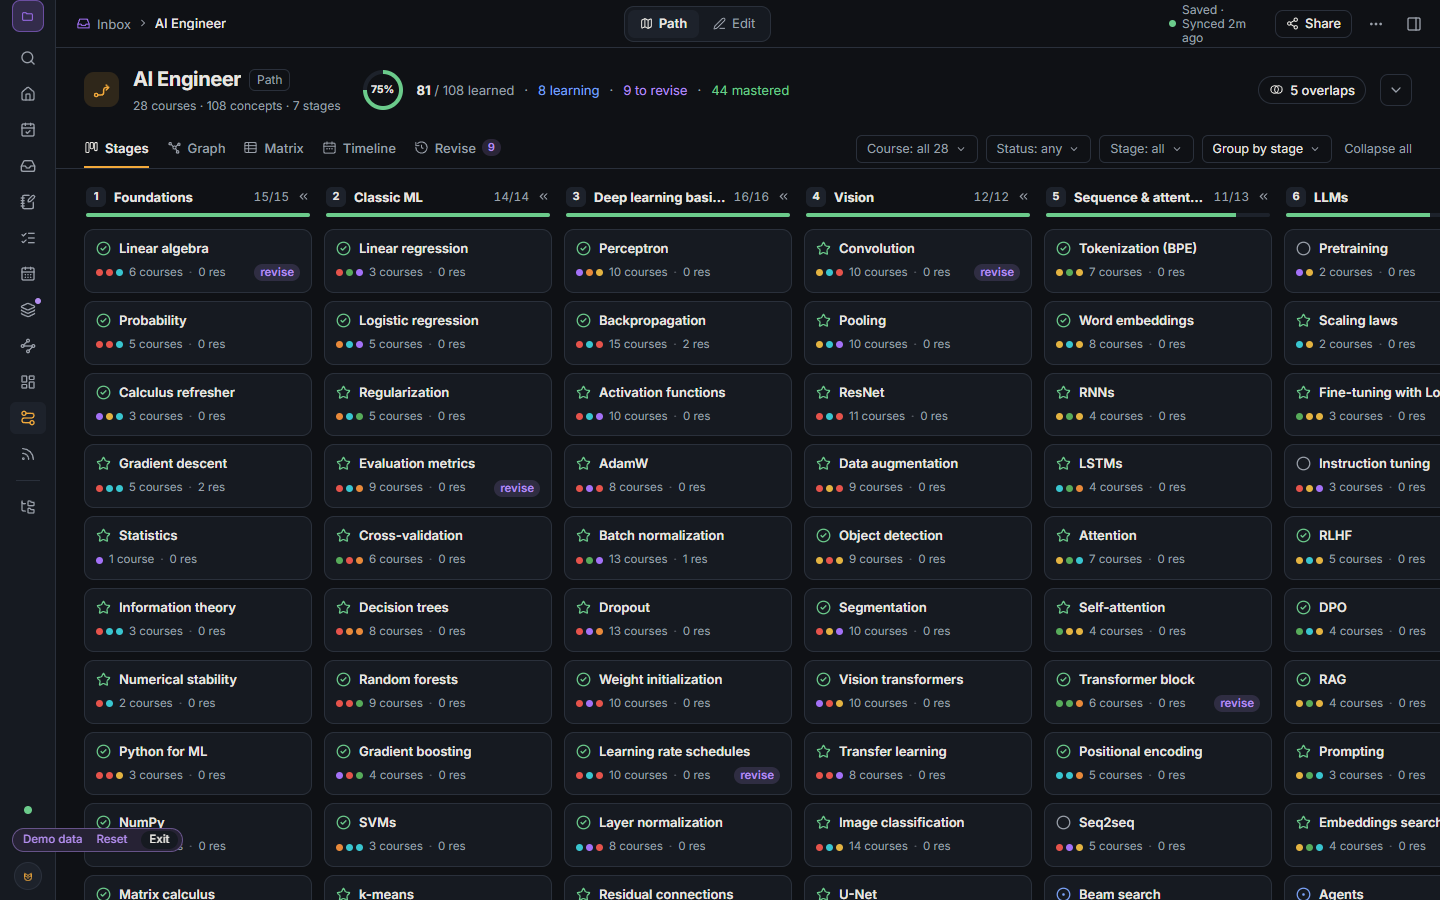 Inbox > AI Engineer
Path
Edit
Saved ·
Synced 2m
ago
Share
AI Engineer
Path
28 courses · 108 concepts · 7 stages
75%
81 / 108 learned · 8 learning · 9 to revise · 44 mastered
5 overlaps
Stages
Graph
Matrix
Timeline
Revise 9
Course: all 28
Status: any
Stage: all
Group by stage
Collapse all
1 Foundations 15/15
Linear algebra
6 courses · 0 res revise
Probability
5 courses · 0 res
Calculus refresher
3 courses · 0 res
Gradient descent
5 courses · 2 res
Statistics
1 course · 0 res
Information theory
3 courses · 0 res
Numerical stability
2 courses · 0 res
Python for ML
3 courses · 0 res
NumPy
· 0 res
Matrix calculus
2 Classic ML 14/14
Linear regression
3 courses · 0 res
Logistic regression
5 courses · 0 res
Regularization
5 courses · 0 res
Evaluation metrics
9 courses · 0 res revise
Cross-validation
6 courses · 0 res
Decision trees
8 courses · 0 res
Random forests
9 courses · 0 res
Gradient boosting
4 courses · 0 res
SVMs
3 courses · 0 res
k-means
3 Deep learning basi... 16/16
Perceptron
10 courses · 0 res
Backpropagation
15 courses · 2 res
Activation functions
10 courses · 0 res
AdamW
8 courses · 0 res
Batch normalization
13 courses · 1 res
Dropout
13 courses · 0 res
Weight initialization
10 courses · 0 res
Learning rate schedules
10 courses · 0 res revise
Layer normalization
8 courses · 0 res
Residual connections
4 Vision 12/12
Convolution
10 courses · 0 res revise
Pooling
10 courses · 0 res
ResNet
11 courses · 0 res
Data augmentation
9 courses · 0 res
Object detection
9 courses · 0 res
Segmentation
10 courses · 0 res
Vision transformers
10 courses · 0 res
Transfer learning
8 courses · 0 res
Image classification
14 courses · 0 res
U-Net
5 Sequence & attent... 11/13
Tokenization (BPE)
7 courses · 0 res
Word embeddings
8 courses · 0 res
RNNs
4 courses · 0 res
LSTMs
4 courses · 0 res
Attention
7 courses · 0 res
Self-attention
4 courses · 0 res
Transformer block
6 courses · 0 res revise
Positional encoding
5 courses · 0 res
Seq2seq
5 courses · 0 res
Beam search
6 LLMs
Pretraining
2 courses · 0 res
Scaling laws
2 courses · 0 res
Fine-tuning with Lo
3 courses · 0 res
Instruction tuning
3 courses · 0 res
RLHF
5 courses · 0 res
DPO
4 courses · 0 res
RAG
4 courses · 0 res
Prompting
3 courses · 0 res
Embeddings search
4 courses · 0 res
Agents
Demo data Reset Exit